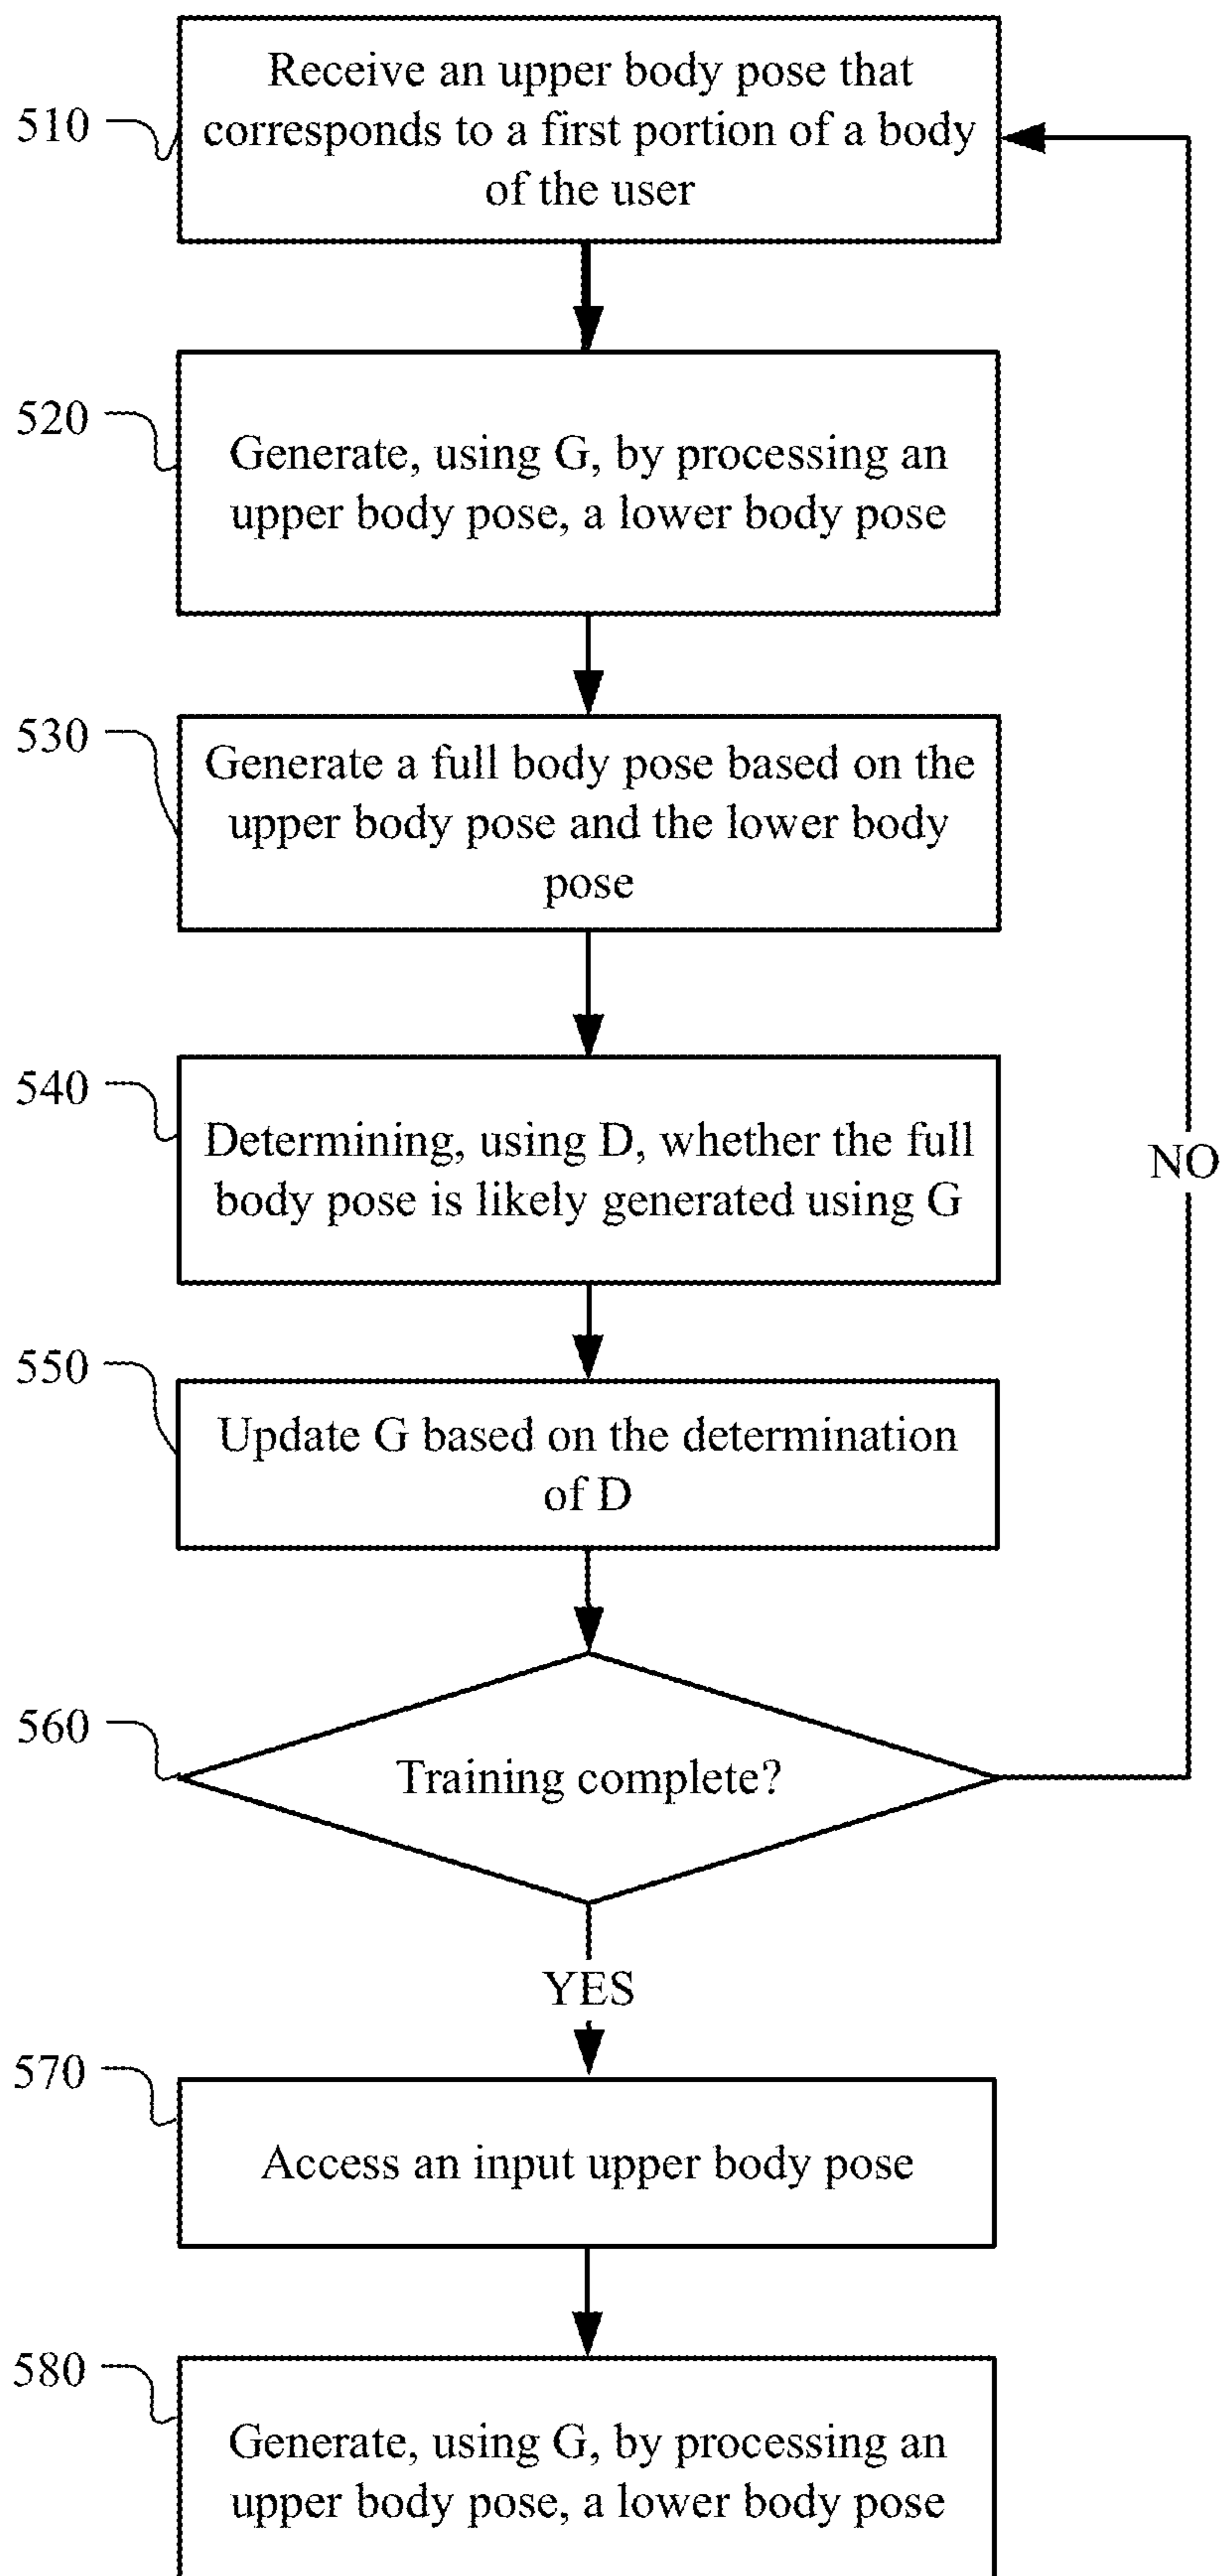 510
Receive an upper body pose that
corresponds to a first portion of a body
of the user
520
Generate, using G, by processing an
upper body pose, a lower body pose
530
Generate a full body pose based on the
upper body pose and the lower body
pose
540
Determining, using D, whether the full
body pose is likely generated using G
NO
550
Update G based on the determination
of D
560
Training complete?
YES
570
Access an input upper body pose
580
Generate, using G, by processing an
upper body pose, a lower body pose